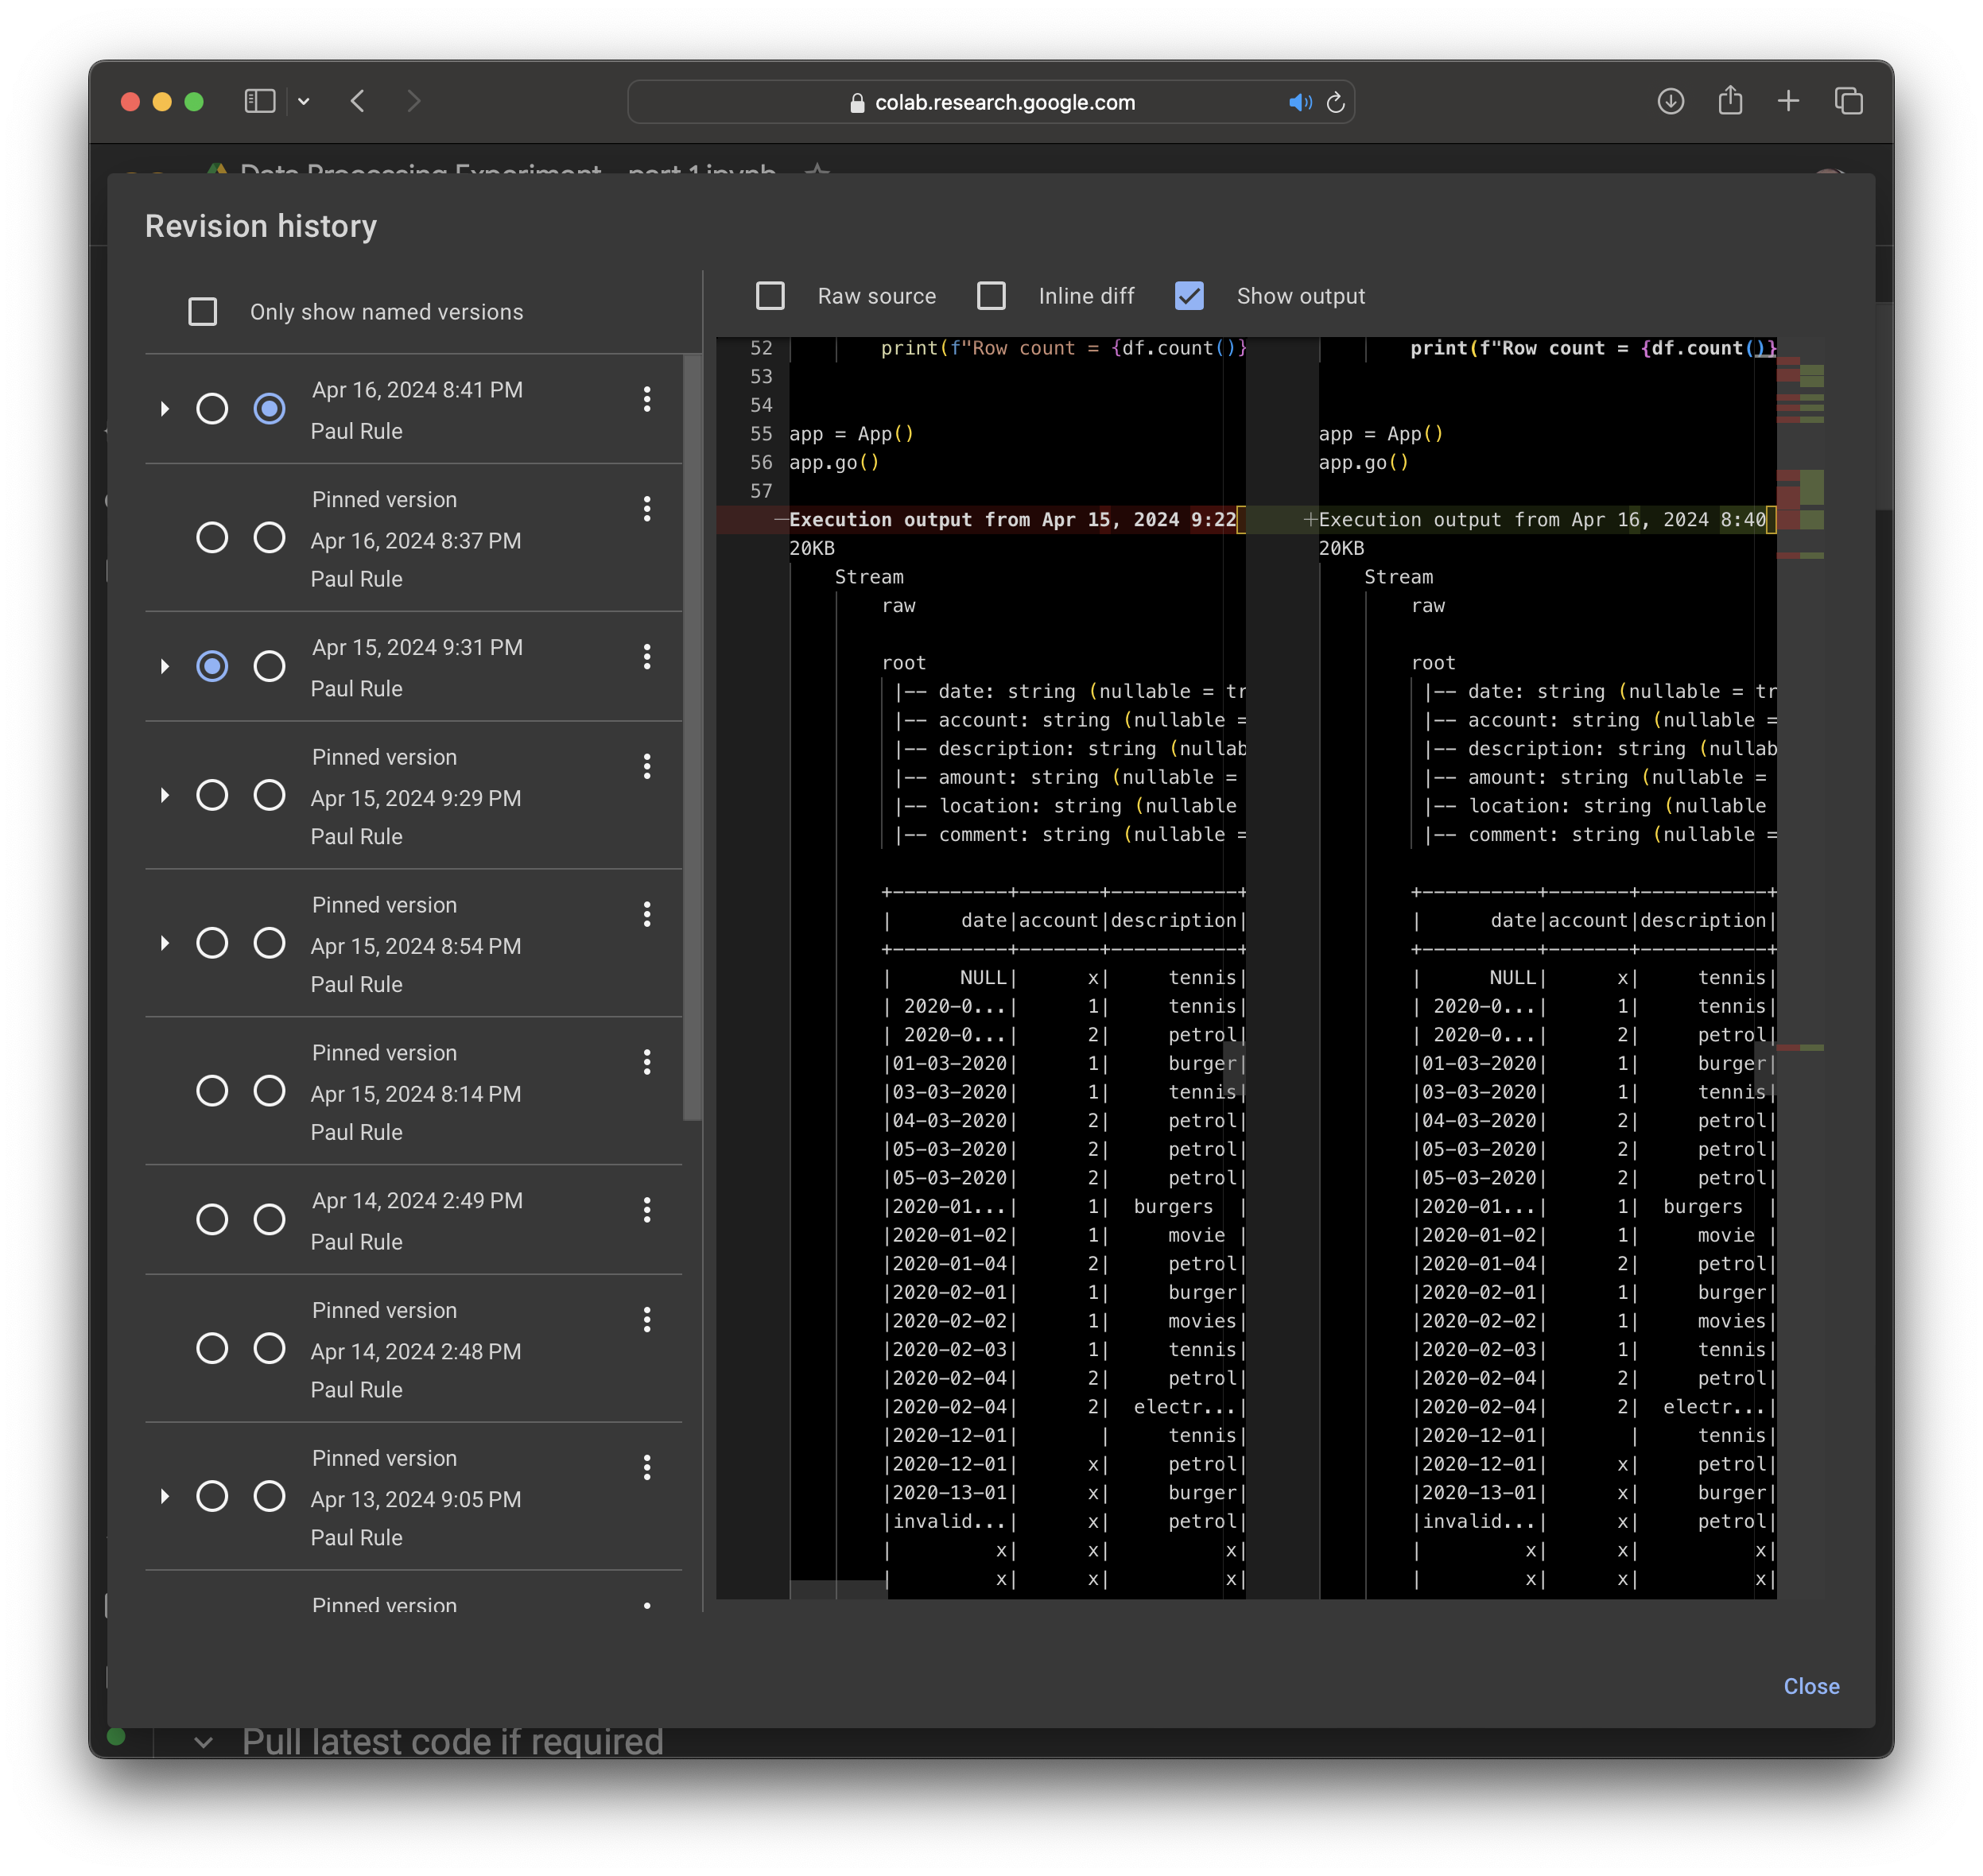 colab.research.google.com
Data Processing Experiment - part 1.ipynb
Revision history
Only show named versions
Apr 16, 2024 8:41 PM
Paul Rule
Pinned version
Apr 16, 2024 8:37 PM
Paul Rule
Apr 15, 2024 9:31 PM
Paul Rule
Pinned version
Apr 15, 2024 9:29 PM
Paul Rule
Pinned version
Apr 15, 2024 8:54 PM
Paul Rule
Pinned version
Apr 15, 2024 8:14 PM
Paul Rule
Apr 14, 2024 2:49 PM
Paul Rule
Pinned version
Apr 14, 2024 2:48 PM
Paul Rule
Pinned version
Apr 13, 2024 9:05 PM
Paul Rule
Pinned version
Raw source Inline diff Show output
52 print(f"Row count = {df.count()}
53
54
55 app = App()
56 app.go()
57
—Execution output from Apr 15, 2024 9:22
20KB
Stream
raw
root
|-- date: string (nullable = tr
|-- account: string (nullable =
|-- description: string (nullab
|-- amount: string (nullable =
|-- location: string (nullable
|-- comment: string (nullable =
+----------+-------+-----------+
|      date|account|description|
+----------+-------+-----------+
|      NULL|      x|     tennis|
| 2020-0...|      1|     tennis|
| 2020-0...|      2|     petrol|
|01-03-2020|      1|     burger|
|03-03-2020|      1|     tennis|
|04-03-2020|      2|     petrol|
|05-03-2020|      2|     petrol|
|05-03-2020|      2|     petrol|
|2020-01...|      1|  burgers  |
|2020-01-02|      1|     movie |
|2020-01-04|      2|     petrol|
|2020-02-01|      1|     burger|
|2020-02-02|      1|     movies|
|2020-02-03|      1|     tennis|
|2020-02-04|      2|     petrol|
|2020-02-04|      2|  electr...|
|2020-12-01|       |     tennis|
|2020-12-01|      x|     petrol|
|2020-13-01|      x|     burger|
|invalid...|      x|     petrol|
|         x|      x|          x|
|         x|      x|          x|
print(f"Row count = {df.count()}
app = App()
app.go()
+Execution output from Apr 16, 2024 8:40
20KB
Stream
raw
root
|-- date: string (nullable = tr
|-- account: string (nullable =
|-- description: string (nullab
|-- amount: string (nullable =
|-- location: string (nullable
|-- comment: string (nullable =
+----------+-------+-----------+
|      date|account|description|
+----------+-------+-----------+
|      NULL|      x|     tennis|
| 2020-0...|      1|     tennis|
| 2020-0...|      2|     petrol|
|01-03-2020|      1|     burger|
|03-03-2020|      1|     tennis|
|04-03-2020|      2|     petrol|
|05-03-2020|      2|     petrol|
|05-03-2020|      2|     petrol|
|2020-01...|      1|  burgers  |
|2020-01-02|      1|     movie |
|2020-01-04|      2|     petrol|
|2020-02-01|      1|     burger|
|2020-02-02|      1|     movies|
|2020-02-03|      1|     tennis|
|2020-02-04|      2|     petrol|
|2020-02-04|      2|  electr...|
|2020-12-01|       |     tennis|
|2020-12-01|      x|     petrol|
|2020-13-01|      x|     burger|
|invalid...|      x|     petrol|
|         x|      x|          x|
|         x|      x|          x|
Close
Pull latest code if required